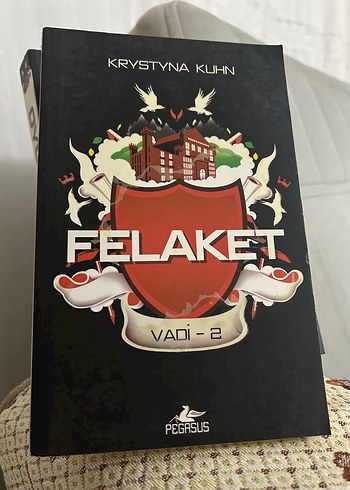 KRYSTYNA KUHN
FELAKET
VADİ - 2
PEGASUS